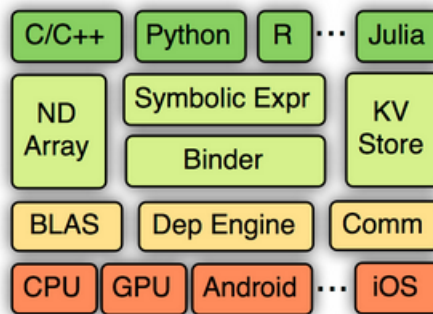 C/C++ Python R ... Julia
ND Array
Symbolic Expr
Binder
KV Store
BLAS Dep Engine Comm
CPU GPU Android ... iOS